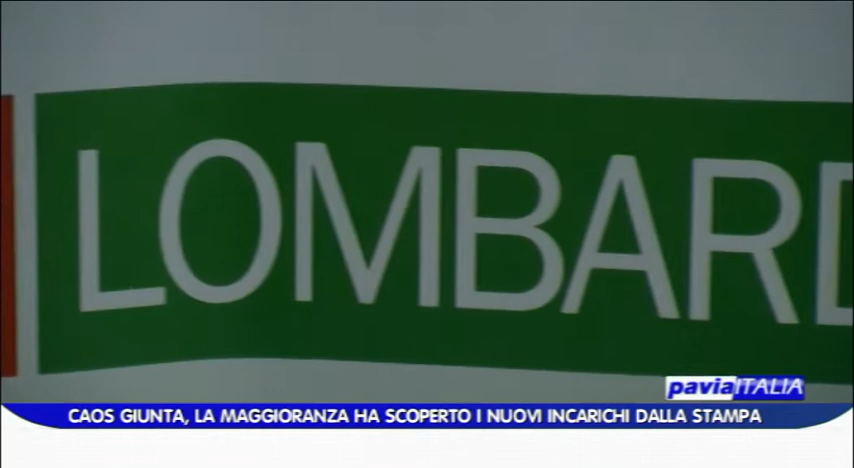 LOMBARD
paviaITALIA
CAOS GIUNTA, LA MAGGIORANZA HA SCOPERTO I NUOVI INCARICHI DALLA STAMPA